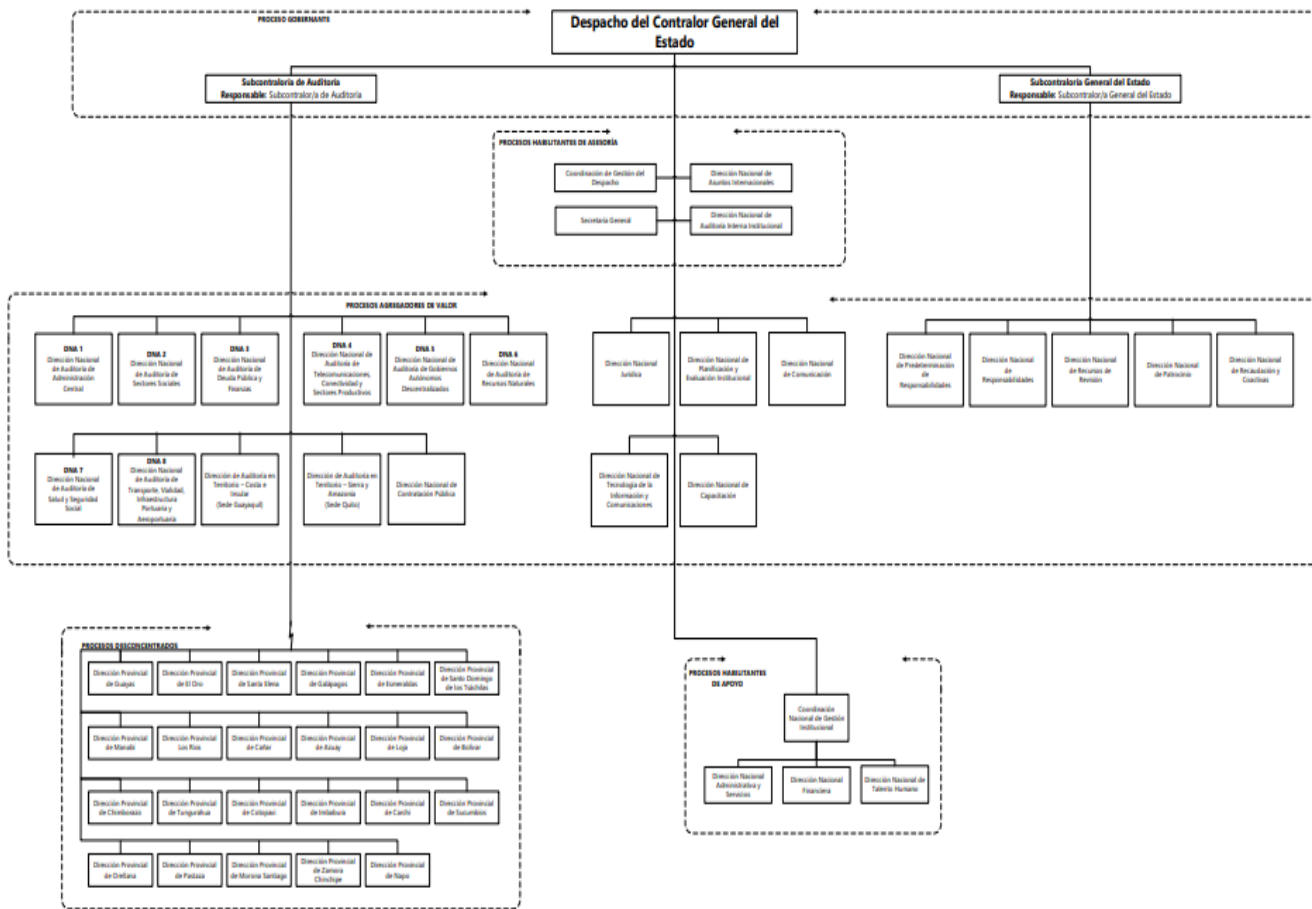 PROCESO GOBERNANTE
Despacho del Contralor General del
Estado
Subcontraloría de Auditoría
Responsable: Subcontralor/a de Auditoría
Subcontraloría General del Estado
Responsable: Subcontralor/a General del Estado
PROCESOS HABILITANTES DE ASESORÍA
Coordinación de Gestión del
Despacho
Dirección Nacional de
Asuntos Internacionales
Secretaría General
Dirección Nacional de
Auditoría Interna Institucional
PROCESOS AGREGADORES DE VALOR
DNA 1
Dirección Nacional
de Auditoría de
Administración
Central
DNA 2
Dirección Nacional
de Auditoría de
Sectores Sociales
DNA 3
Dirección Nacional
de Auditoría de
Deuda Pública y
Finanzas
DNA 4
Dirección Nacional de
Auditoría de
Telecomunicaciones,
Conectividad y
Sectores Productivos
DNA 5
Dirección Nacional de
Auditoría de Gobiernos
Autónomos
Descentralizados
DNA 6
Dirección Nacional
de Auditoría de
Recursos Naturales
Dirección Nacional
Jurídica
Dirección Nacional de
Planificación y
Evaluación Institucional
Dirección Nacional
de Comunicación
Dirección Nacional
de Predeterminación
de
Responsabilidades
Dirección Nacional
de
Responsabilidades
Dirección Nacional
de Recursos de
Revisión
Dirección Nacional
de Patrocinio
Dirección Nacional
de Recaudación y
Coactivas
DNA 7
Dirección Nacional
de Auditoría de
Salud y Seguridad
Social
DNA 8
Dirección Nacional
de Auditoría de
Transporte, Vialidad,
Infraestructura
Portuaria y
Aeroportuaria
Dirección de Auditoría en
Territorio – Costa e
Insular
(Sede Guayaquil)
Dirección de Auditoría en
Territorio – Sierra y
Amazonía
(Sede Quito)
Dirección Nacional de
Contratación Pública
Dirección Nacional de
Tecnología de la
Información y
Comunicaciones
Dirección Nacional
de Capacitación
PROCESOS DESCONCENTRADOS
Dirección Provincial
de Guayas
Dirección Provincial
de El Oro
Dirección Provincial
de Santa Elena
Dirección Provincial
de Galápagos
Dirección Provincial
de Esmeraldas
Dirección Provincial
de Santo Domingo
de los Tsáchilas
Dirección Provincial
de Manabí
Dirección Provincial
Los Ríos
Dirección Provincial
de Cañar
Dirección Provincial
de Azuay
Dirección Provincial
de Loja
Dirección Provincial
de Bolívar
Dirección Provincial
de Chimborazo
Dirección Provincial
de Tungurahua
Dirección Provincial
de Cotopaxi
Dirección Provincial
de Imbabura
Dirección Provincial
de Carchi
Dirección Provincial
de Sucumbíos
Dirección Provincial
de Orellana
Dirección Provincial
de Pastaza
Dirección Provincial
de Morona Santiago
Dirección Provincial
de Zamora
Chinchipe
Dirección Provincial
de Napo
PROCESOS HABILITANTES
DE APOYO
Coordinación
Nacional de Gestión
Institucional
Dirección Nacional
Administrativa y
Servicios
Dirección Nacional
Financiera
Dirección Nacional de
Talento Humano